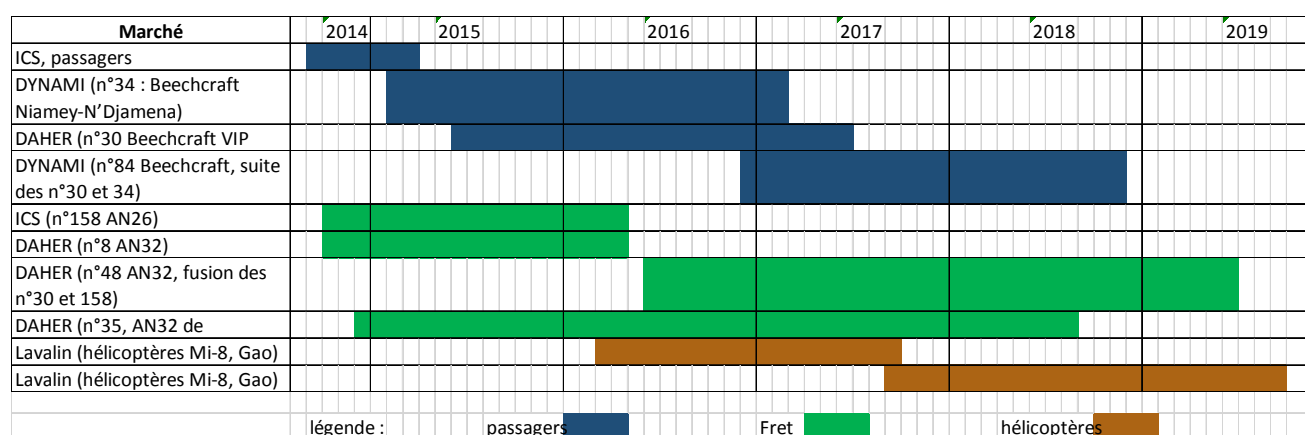 Marché 2014 2015 2016 2017 2018 2019
ICS, passagers
DYNAMI (n°34 : Beechcraft
Niamey-N'Djamena)
DAHER (n°30 Beechcraft VIP
DYNAMI (n°84 Beechcraft, suite
des n°30 et 34)
ICS (n°158 AN26)
DAHER (n°8 AN32)
DAHER (n°48 AN32, fusion des
n°30 et 158)
DAHER (n°35, AN32 de
Lavalin (hélicoptères Mi-8, Gao)
Lavalin (hélicoptères Mi-8, Gao)
légende : passagers Fret hélicoptères